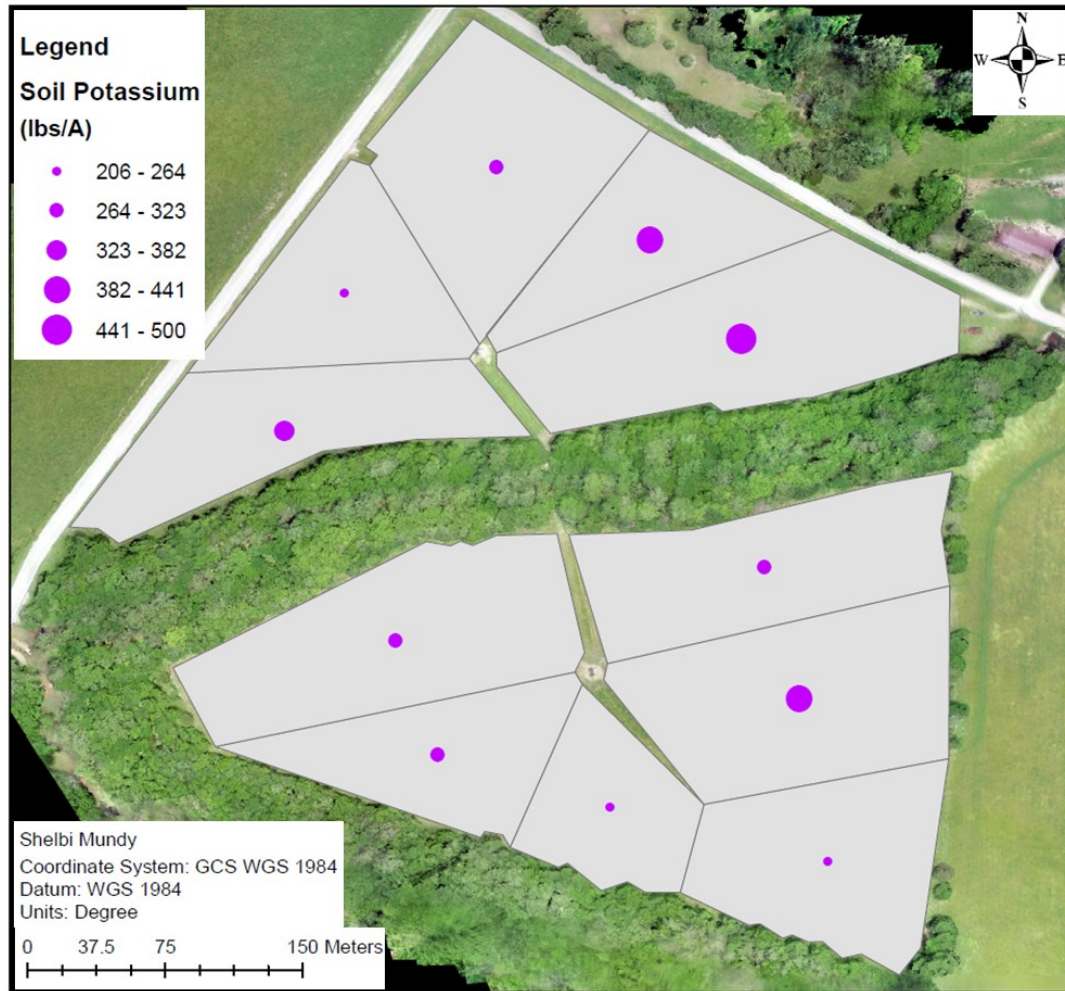 Legend
Soil Potassium
(lbs/A)
206 - 264
264 - 323
323 - 382
382 - 441
441 - 500
N
W E
S
Shelbi Mundy
Coordinate System: GCS WGS 1984
Datum: WGS 1984
Units: Degree
0 37.5 75 150 Meters